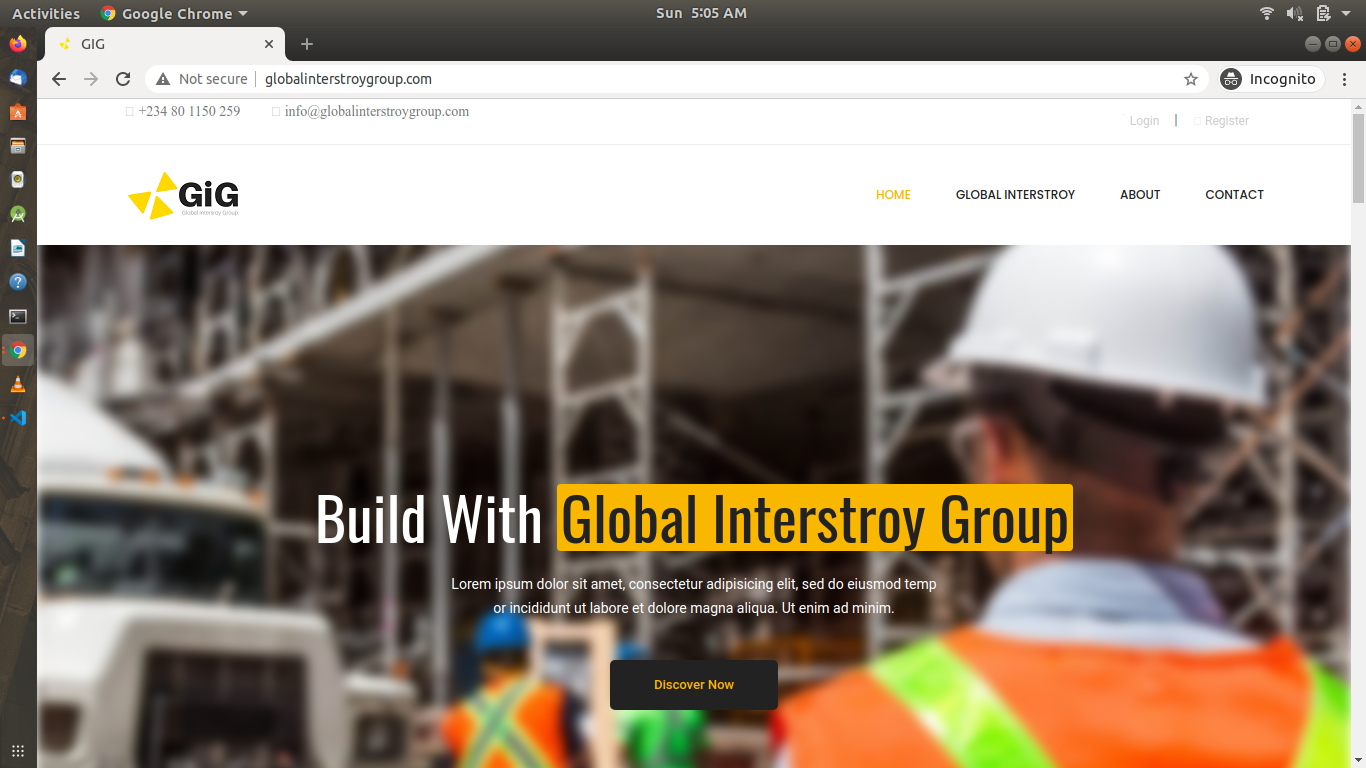 Activities Google Chrome Sun 5:05 AM
GIG
Not secure globalinterstroygroup.com Incognito
+234 80 1150 259 info@globalinterstroygroup.com
Login | Register
GiG
Global Intersroy Group.
HOME GLOBAL INTERSTROY ABOUT CONTACT
Build With Global Interstroy Group
Lorem ipsum dolor sit amet, consectetur adipisicing elit, sed do eiusmod temp
or incididunt ut labore et dolore magna aliqua. Ut enim ad minim.
Discover Now